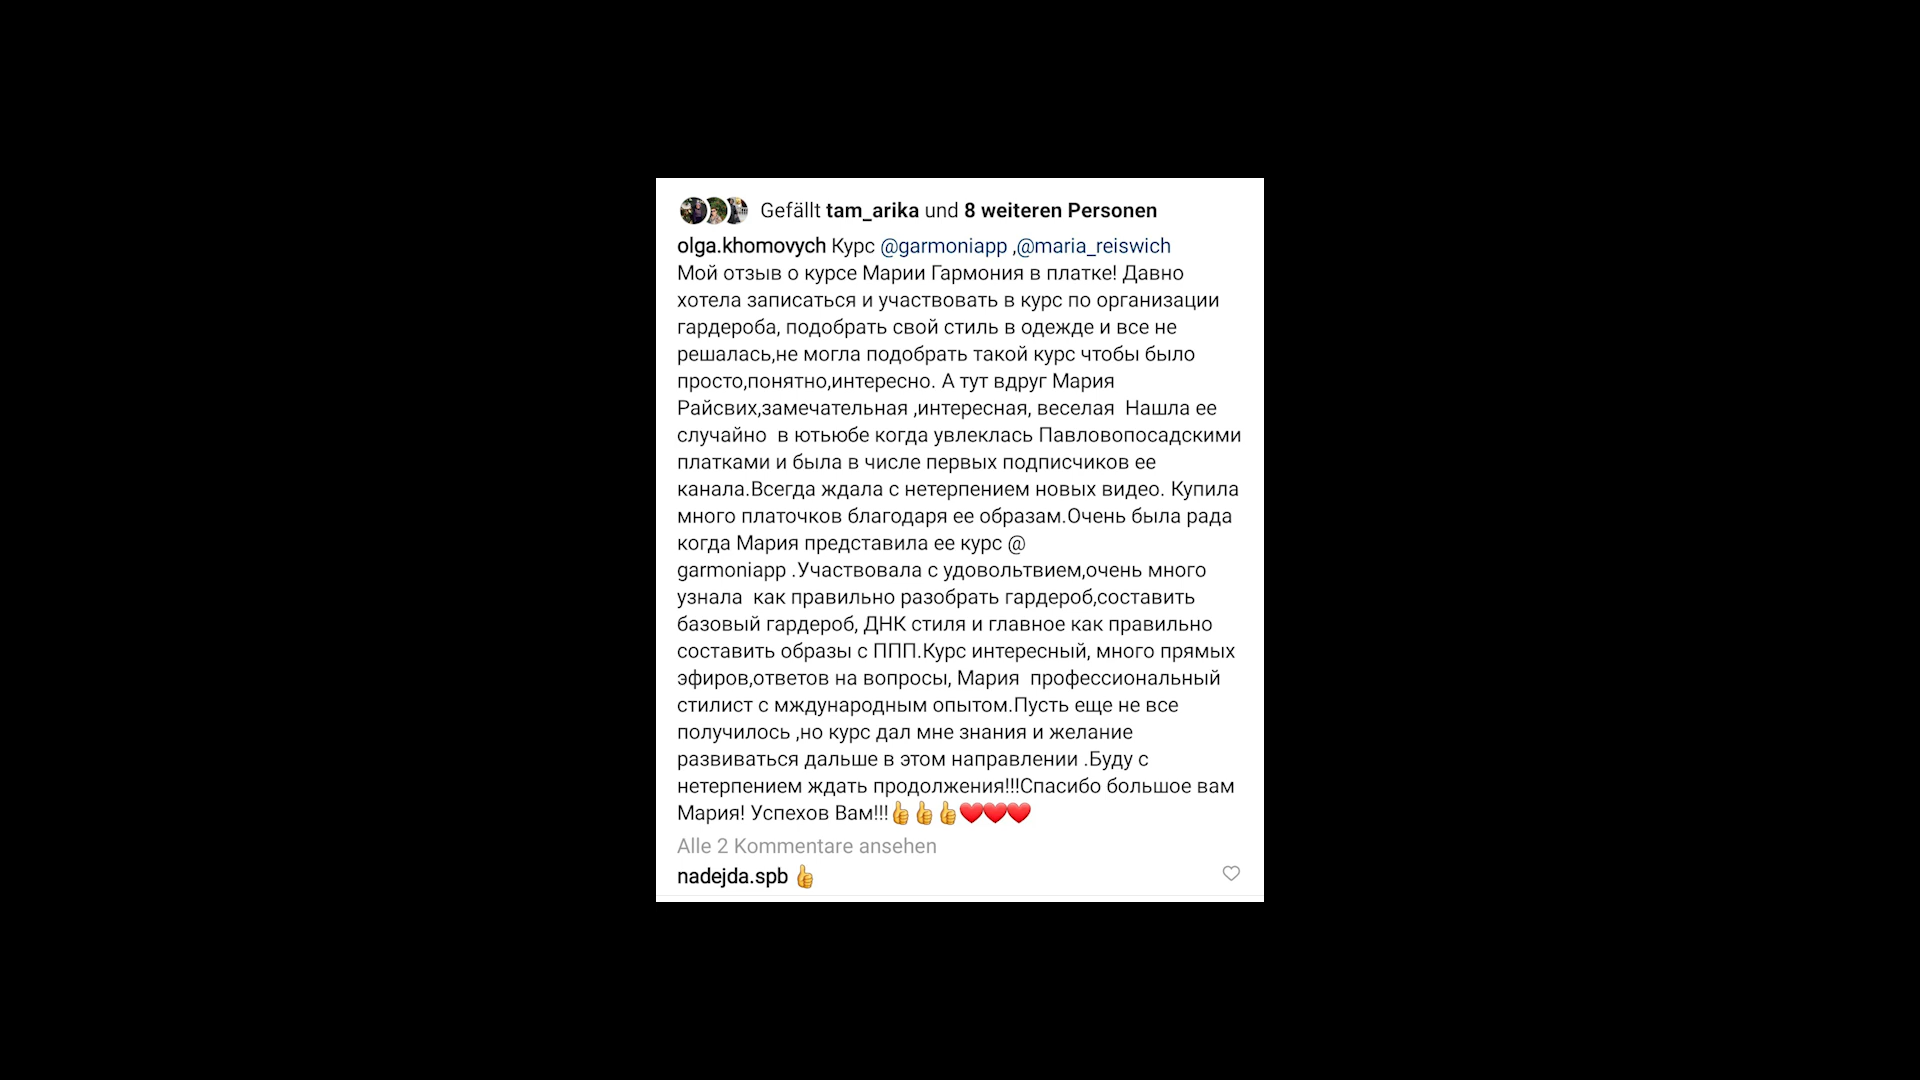 Gefällt tam_arika und 8 weiteren Personen
olga.khomovych Курс @garmoniapp ,@maria_reiswich
Мой отзыв о курсе Марии Гармония в платке! Давно
хотела записаться и участвовать в курс по организации
гардероба, подобрать свой стиль в одежде и все не
решалась,не могла подобрать такой курс чтобы было
просто,понятно,интересно. А тут вдруг Мария
Райсвих,замечательная ,интересная, веселая  Нашла ее
случайно  в ютьюбе когда увлеклась Павловопосадскими
платками и была в числе первых подписчиков ее
канала.Всегда ждала с нетерпением новых видео. Купила
много платочков благодаря ее образам.Очень была рада
когда Мария представила ее курс @
garmoniapp .Участвовала с удовольтвием,очень много
узнала  как правильно разобрать гардероб,составить
базовый гардероб, ДНК стиля и главное как правильно
составить образы с ППП.Курс интересный, много прямых
эфиров,ответов на вопросы, Мария  профессиональный
стилист с мждународным опытом.Пусть еще не все
получилось ,но курс дал мне знания и желание
развиваться дальше в этом направлении .Буду с
нетерпением ждать продолжения!!!Спасибо большое вам
Мария! Успехов Вам!!!👍👍👍❤️❤️❤️
Alle 2 Kommentare ansehen
nadejda.spb 👍